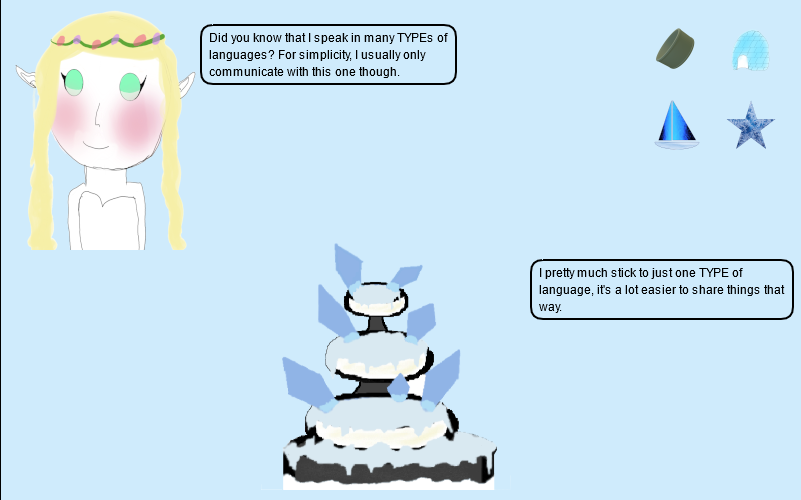 Did you know that I speak in many TYPEs of
languages? For simplicity, I usually only
communicate with this one though.
I pretty much stick to just one TYPE of
language, it's a lot easier to share things that
way.